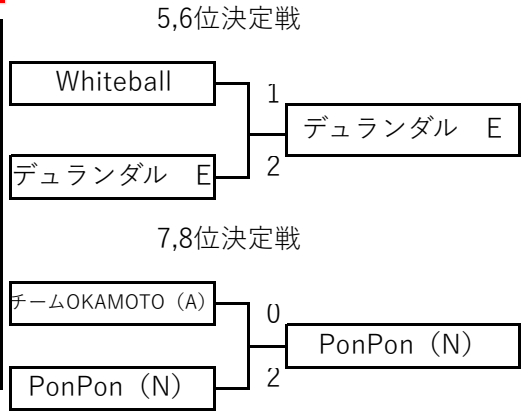 5,6位決定戦
Whiteball
1
デュランダル　E
2
デュランダル　E
7,8位決定戦
チームOKAMOTO（A）
0
PonPon（N）
2
PonPon（N）